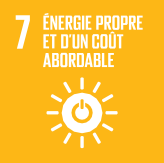 7 ÉNERGIE PROPRE
ET D'UN COÛT
ABORDABLE